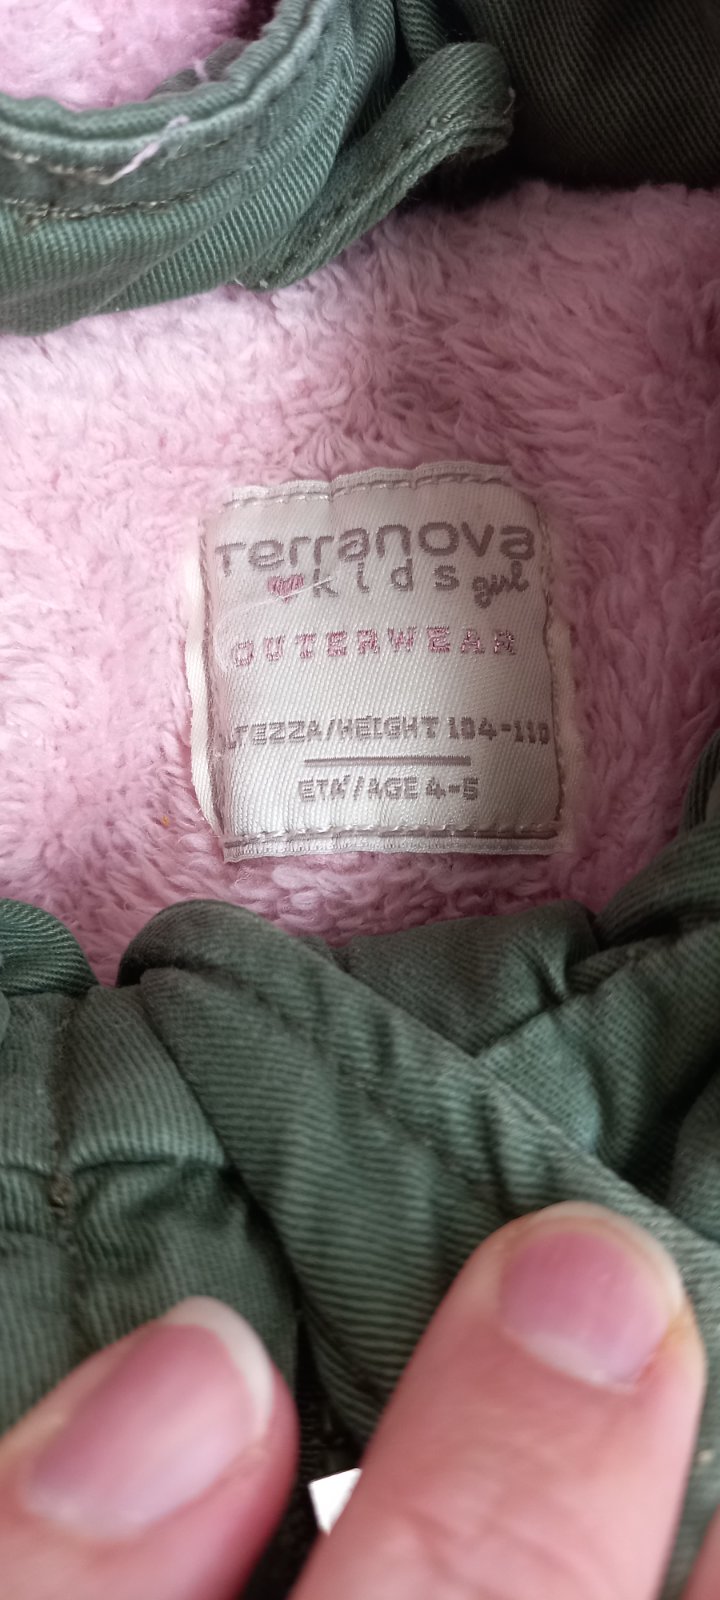 Terranova
kids girl
OUTERWEAR
ALTEZZA/HEIGHT 104-110
ETA'/AGE 4-5